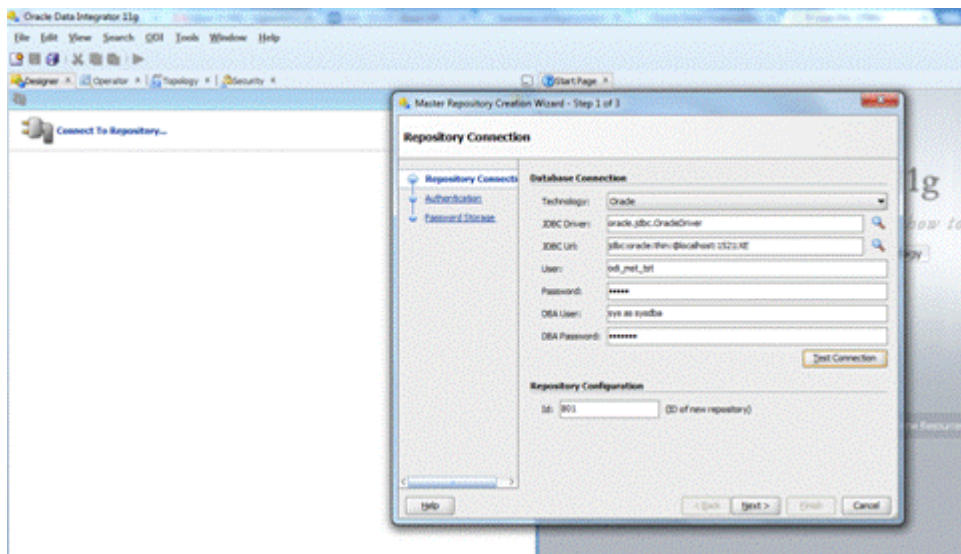 Oracle Data Integrator 11g
File Edit View Search ODI Tools Window Help
Designer Operator Topology Security
Start Page
Connect To Repository...
Master Repository Creation Wizard - Step 1 of 3
Repository Connection
Repository Connecti
Authentication
Password Storage
Database Connection
Technology: Oracle
JDBC Driver: oracle.jdbc.OracleDriver
JDBC Url: jdbc:oracle:thin:@localhost:1521:XE
User:
Password: •••••
DBA User: sys as sysdba
DBA Password: •••••••
Test Connection
Repository Configuration
Id: 801 (ID of new repository)
Help < Back Next > Finish Cancel
11g
how to